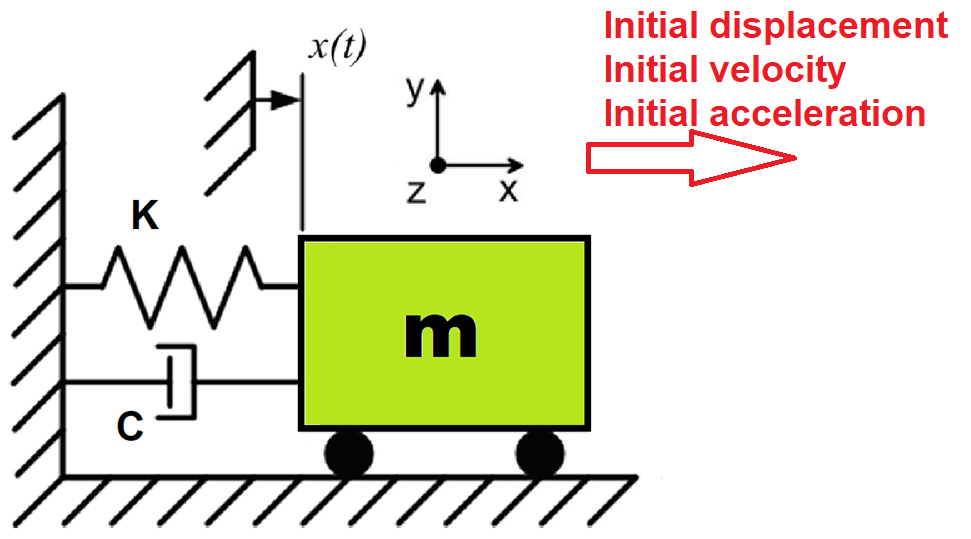 Initial displacement
Initial velocity
Initial acceleration
x(t)
y
z
x
K
m
C